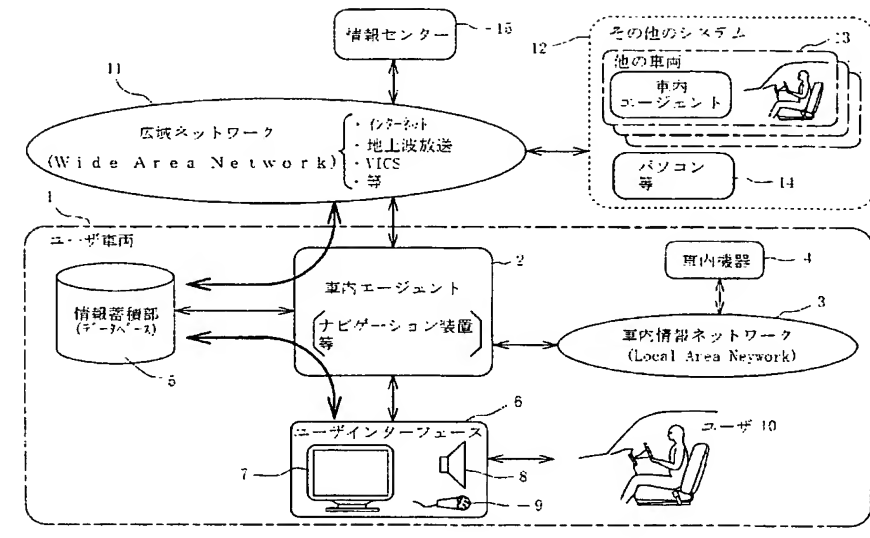 情報センター
15
12
その他のシステム
13
他の車両
車内
エージェント
11
広域ネットワーク
(Wide Area Network)
・インターネット
・地上波放送
・VICS
・等
パソコン
等
14
1
ユーザ車両
2
車内エージェント
ナビゲーション装置
等
車内機器
4
3
車内情報ネットワーク
(Local Area Neywork)
情報蓄積部
(データベース)
5
6
ユーザインターフェース
7
8
9
ユーザ 10